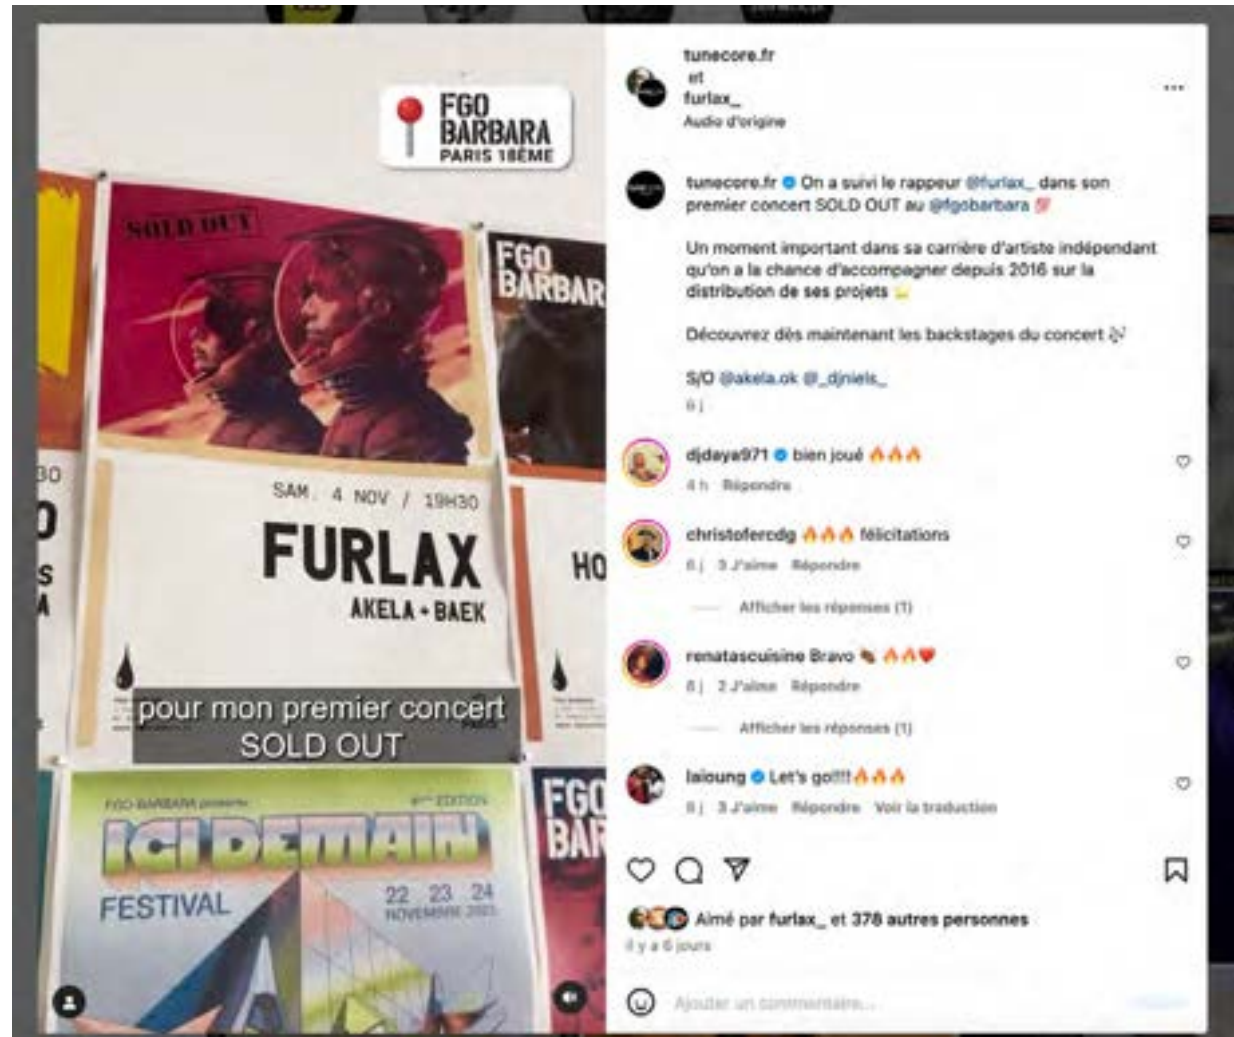 FGO
BARBARA
PARIS 18ÈME
SOLD OUT
FGO
BARBAR
SAM. 4 NOV / 19H30
FURLAX
AKELA + BAEK
30
O
S
A
HO
pour mon premier concert
SOLD OUT
FGO-BARBARA présente
ÉDITION
ICI DEMAIN
FESTIVAL
22 23 24
NOVEMBRE
FGO
BAR
tunecore.fr
et
furlax_
Audio d'origine
tunecore.fr On a suivi le rappeur @furlax_ dans son
premier concert SOLD OUT au @fgobarbara 💯
Un moment important dans sa carrière d'artiste indépendant
qu'on a la chance d'accompagner depuis 2016 sur la
distribution de ses projets
Découvrez dès maintenant les backstages du concert
S/O @akela.ok @_djniels_
6 j
djdaya971 bien joué 🔥🔥🔥
4 h Répondre
christofercdg 🔥🔥🔥 félicitations
6 j 3 J'aime Répondre
Afficher les réponses (1)
renatascuisine Bravo 👏🏾 🔥🔥❤️
6 j 2 J'aime Répondre
Afficher les réponses (1)
laioung Let's go!!!!🔥🔥🔥
6 j 3 J'aime Répondre Voir la traduction
Aimé par furlax_ et 378 autres personnes
il y a 6 jours
Ajouter un commentaire...